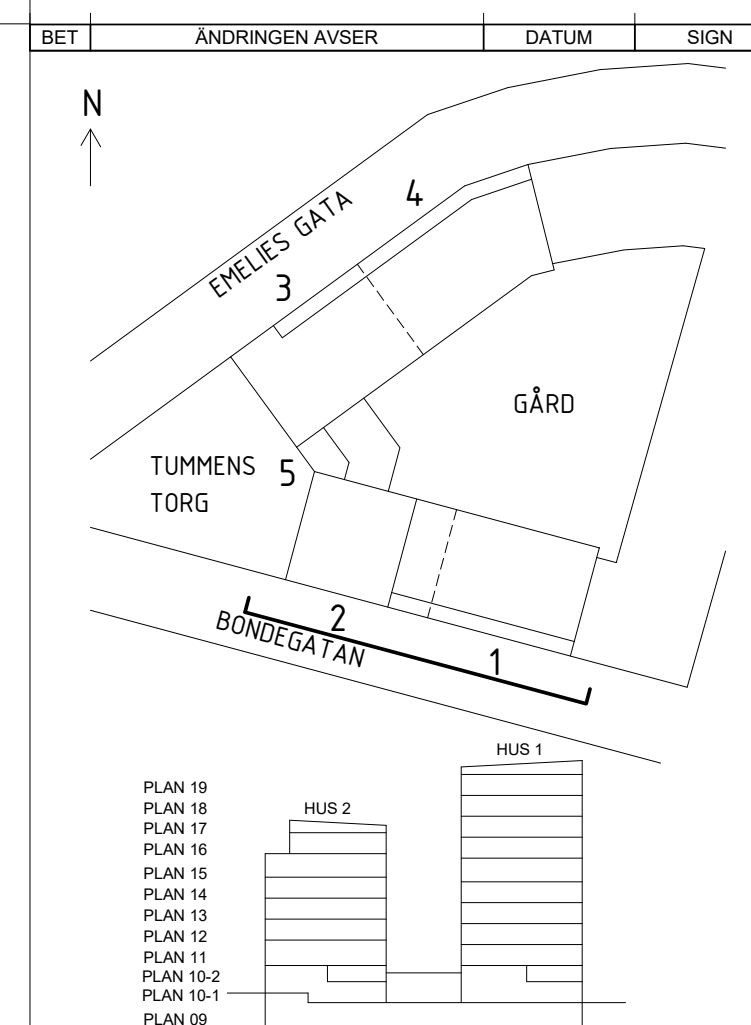 BET ÄNDRINGEN AVSER DATUM SIGN
N
4
EMELIES GATA
3
GÅRD
TUMMENS
TORG
5
2
BONDEGATAN
1
HUS 1
PLAN 19
PLAN 18
HUS 2
PLAN 17
PLAN 16
PLAN 15
PLAN 14
PLAN 13
PLAN 12
PLAN 11
PLAN 10-2
PLAN 10-1
PLAN 09